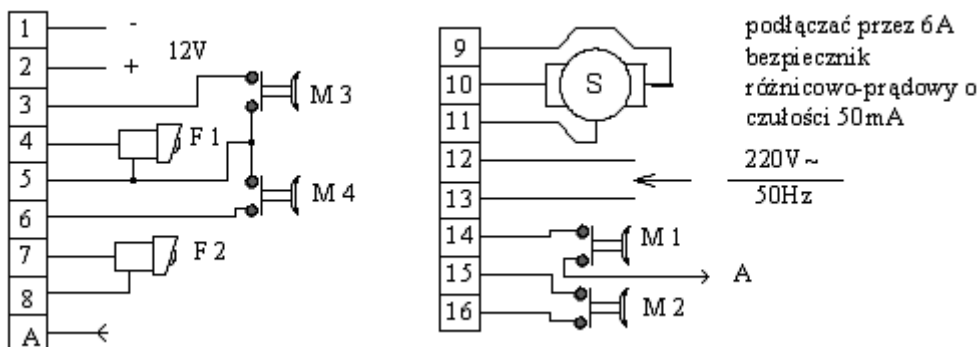 1 -
2 + 12V
3 M 3
4 F 1
5
6 M 4
7 F 2
8
A
9
10 S
11
12
13
14 M 1
15 A
16 M 2
podłączać przez 6A
bezpiecznik
różnicowo-prądowy o
czułości 50mA
220V~
50Hz